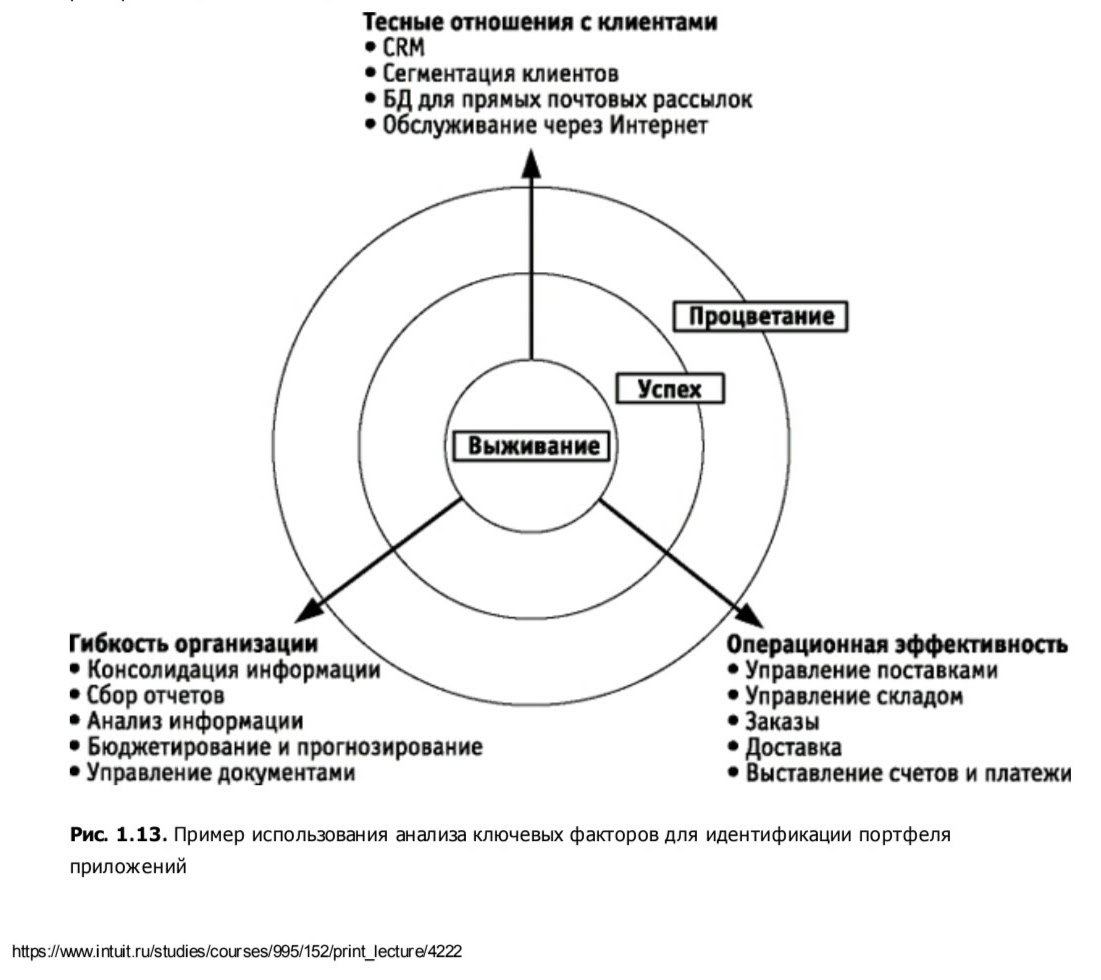 Тесные отношения с клиентами
• CRM
• Сегментация клиентов
• БД для прямых почтовых рассылок
• Обслуживание через Интернет
Процветание
Успех
Выживание
Гибкость организации
• Консолидация информации
• Сбор отчетов
• Анализ информации
• Бюджетирование и прогнозирование
• Управление документами
Операционная эффективность
• Управление поставками
• Управление складом
• Заказы
• Доставка
• Выставление счетов и платежи
Рис. 1.13. Пример использования анализа ключевых факторов для идентификации портфеля
приложений
https://www.intuit.ru/studies/courses/995/152/print_lecture/4222